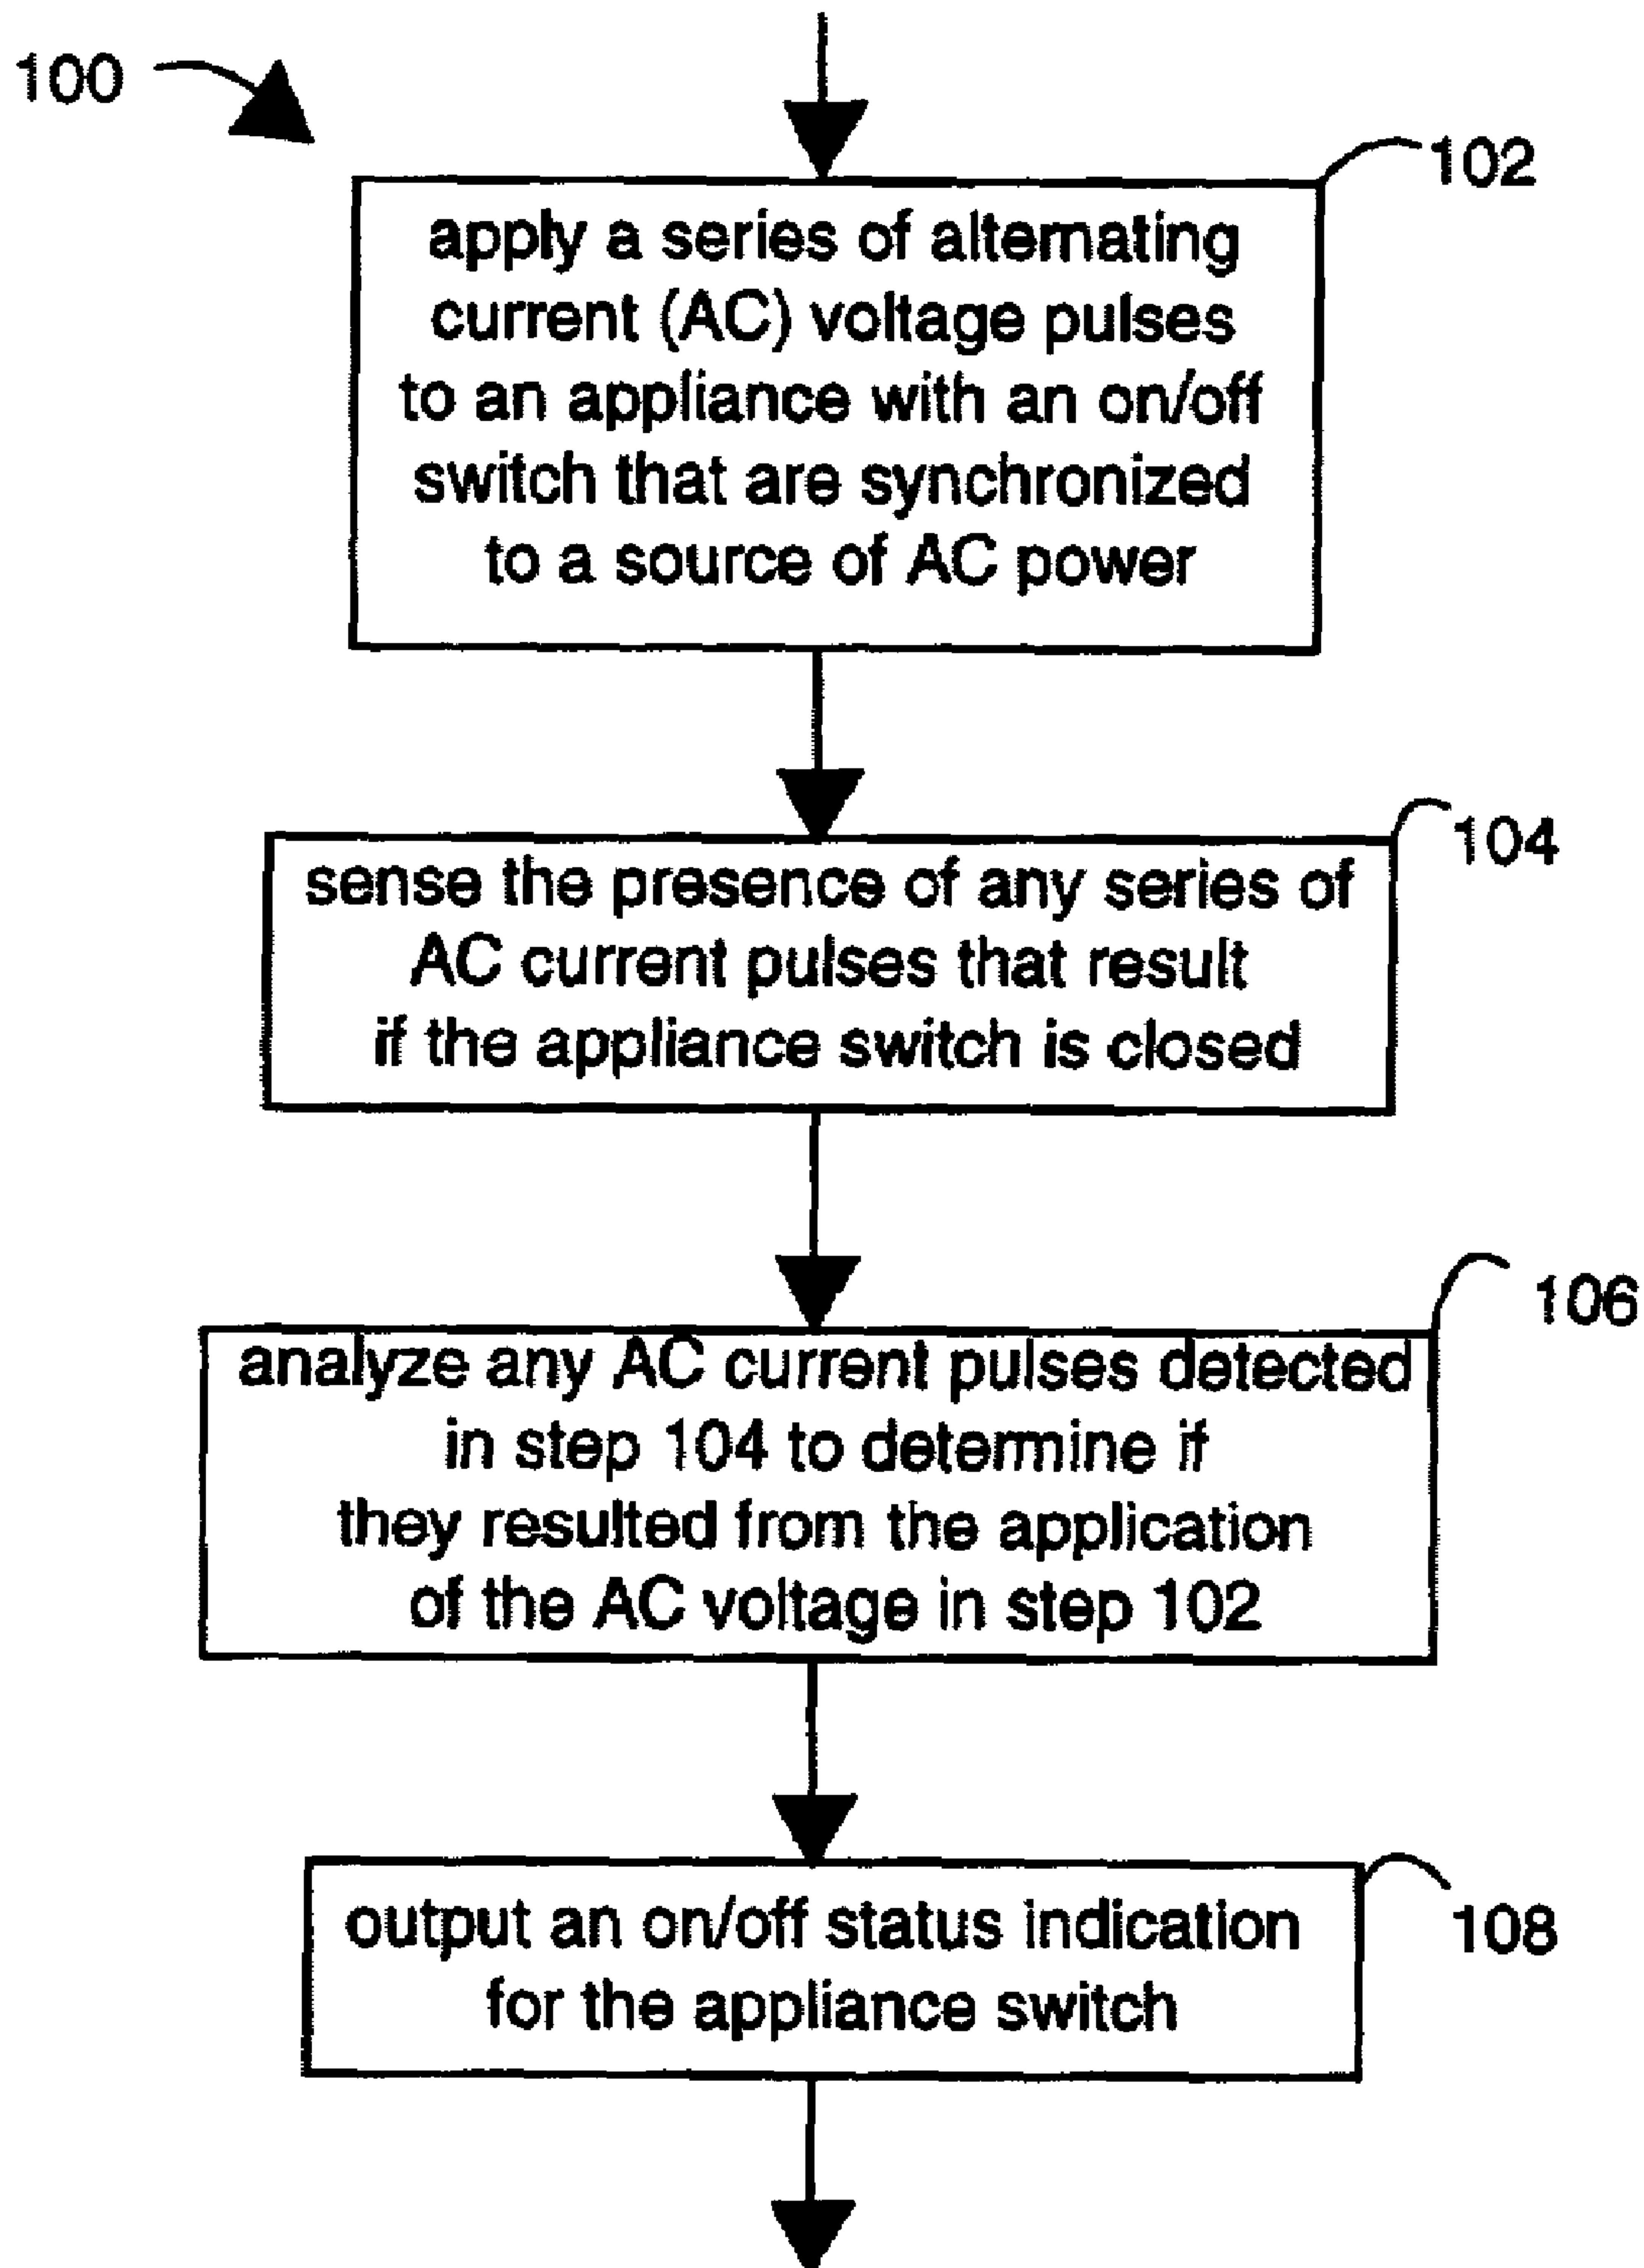 100
102
apply a series of alternating
current (AC) voltage pulses
to an appliance with an on/off
switch that are synchronized
to a source of AC power
104
sense the presence of any series of
AC current pulses that result
if the appliance switch is closed
106
analyze any AC current pulses detected
in step 104 to determine if
they resulted from the application
of the AC voltage in step 102
108
output an on/off status indication
for the appliance switch